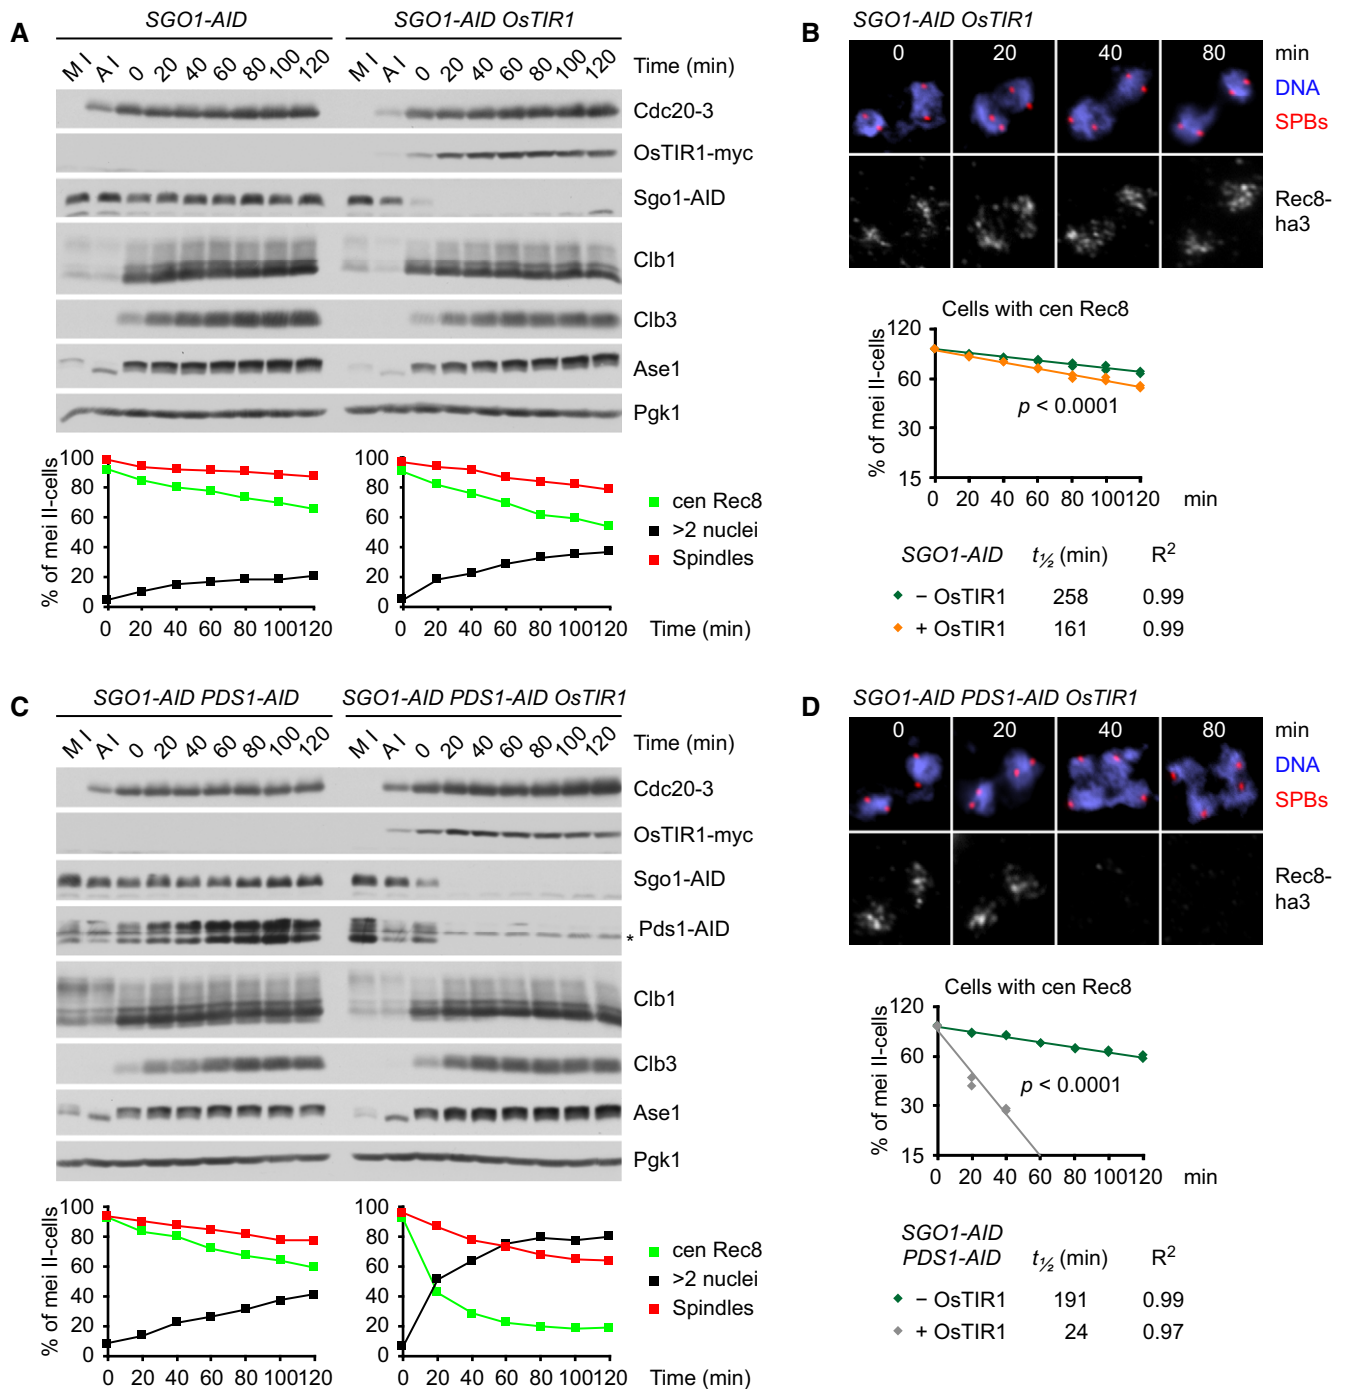 A
SGO1-AID
SGO1-AID OsTIR1
M I A I 0 20 40 60 80 100 120
M I A I 0 20 40 60 80 100 120
Time (min)
Cdc20-3
OsTIR1-myc
Sgo1-AID
Clb1
Clb3
Ase1
Pgk1
% of mei II-cells
100
80
60
40
20
0
0 20 40 60 80 100120
100
80
60
40
20
0
0 20 40 60 80 100120
Time (min)
cen Rec8
>2 nuclei
Spindles
B
SGO1-AID OsTIR1
0 20 40 80 min
DNA
SPBs
Rec8-
ha3
Cells with cen Rec8
% of mei II-cells
120
60
30
15
p < 0.0001
0 20 40 60 80 100120 min
SGO1-AID t½ (min) R2
− OsTIR1 258 0.99
+ OsTIR1 161 0.99
C
SGO1-AID PDS1-AID
SGO1-AID PDS1-AID OsTIR1
M I A I 0 20 40 60 80 100 120
M I A I 0 20 40 60 80 100 120
Time (min)
Cdc20-3
OsTIR1-myc
Sgo1-AID
Pds1-AID
*
Clb1
Clb3
Ase1
Pgk1
% of mei II-cells
100
80
60
40
20
0
0 20 40 60 80 100120
100
80
60
40
20
0
0 20 40 60 80 100120
Time (min)
cen Rec8
>2 nuclei
Spindles
D
SGO1-AID PDS1-AID OsTIR1
0 20 40 80 min
DNA
SPBs
Rec8-
ha3
Cells with cen Rec8
% of mei II-cells
120
60
30
15
p < 0.0001
0 20 40 60 80 100120 min
SGO1-AID
PDS1-AID t½ (min) R2
− OsTIR1 191 0.99
+ OsTIR1 24 0.97